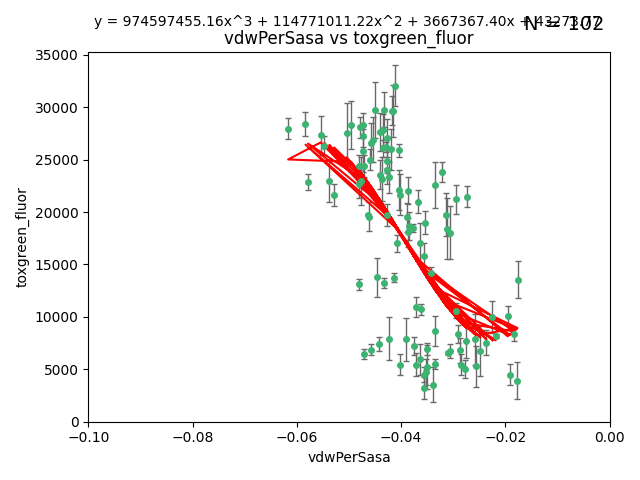 y = 974597455.16x^3 + 114771011.22x^2 + 3667367.40x + 43273.77
N = 102
vdwPerSasa vs toxgreen_fluor
35000
30000
25000
20000
15000
10000
5000
0
toxgreen_fluor
−0.10 −0.08 −0.06 −0.04 −0.02 0.00
vdwPerSasa